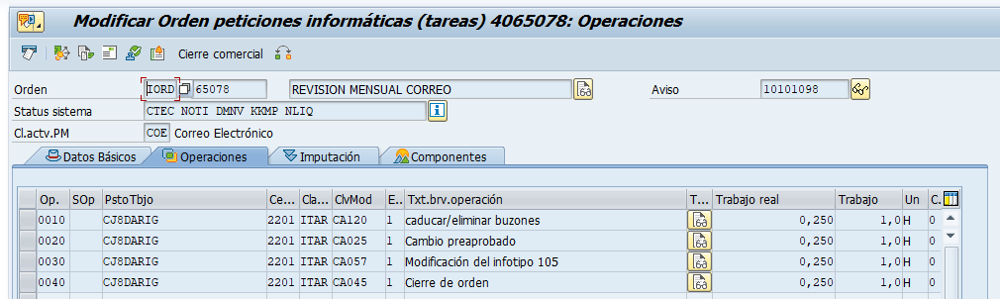 Modificar Orden peticiones informáticas (tareas) 4065078: Operaciones
Cierre comercial
Orden IORD 65078 REVISION MENSUAL CORREO Aviso 10101098
Status sistema CTEC NOTI DMNV KKMP NLIQ
Cl.actv.PM COE Correo Electrónico
Datos Básicos Operaciones Imputación Componentes
Op. SOp PstoTbjo Ce... Cla... ClvMod E.. Txt.brv.operación T... Trabajo real Trabajo Un C.
0010 CJ8DARIG 2201 ITAR CA120 1 caducar/eliminar buzones 0,250 1,0 H 0
0020 CJ8DARIG 2201 ITAR CA025 1 Cambio preaprobado 0,250 1,0 H 0
0030 CJ8DARIG 2201 ITAR CA057 1 Modificación del infotipo 105 0,250 1,0 H 0
0040 CJ8DARIG 2201 ITAR CA045 1 Cierre de orden 0,250 1,0 H 0